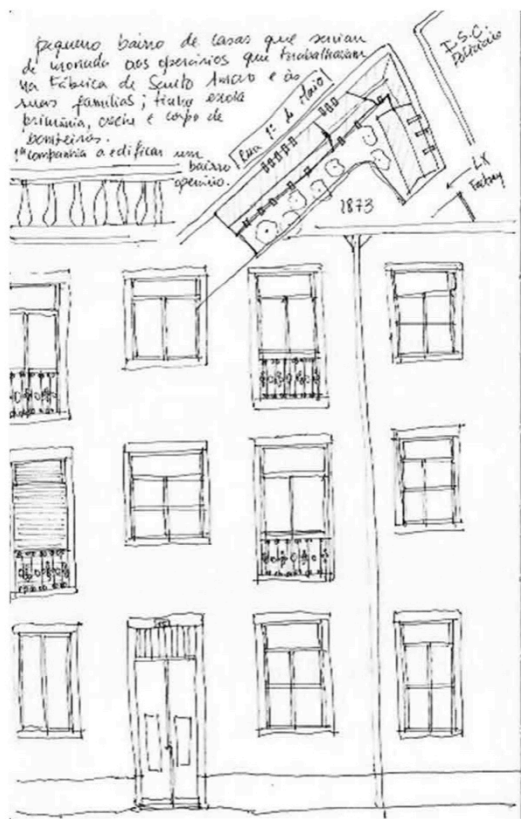 pequeno bairro de casas que serviam
de morada aos operários que trabalhavam
na Fábrica de Santo Amaro e às
suas famílias; tinha escola
primária, creche e corpo de
bombeiros.
1ª companhia a edificar um
bairro
operário.
Rua 1º de Maio
1873
I.S.C.
LX
Factory